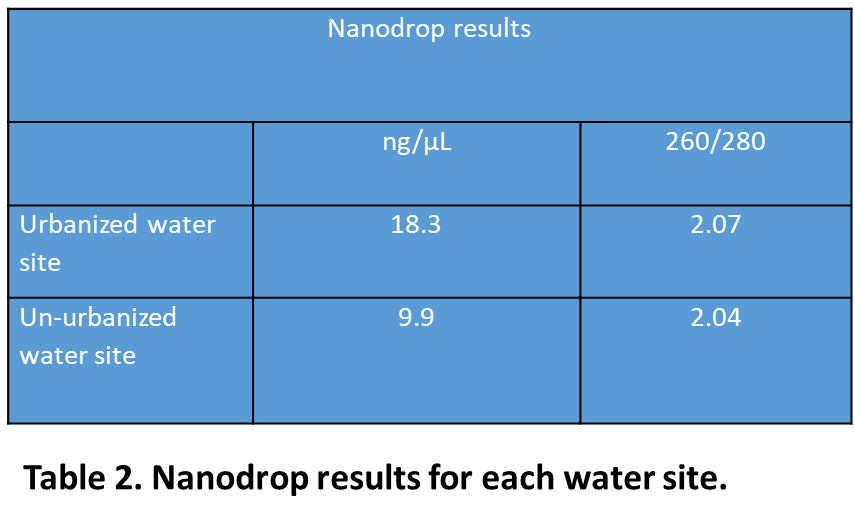 Nanodrop results
ng/µL 260/280
Urbanized water
site 18.3 2.07
Un-urbanized
water site 9.9 2.04
Table 2. Nanodrop results for each water site.